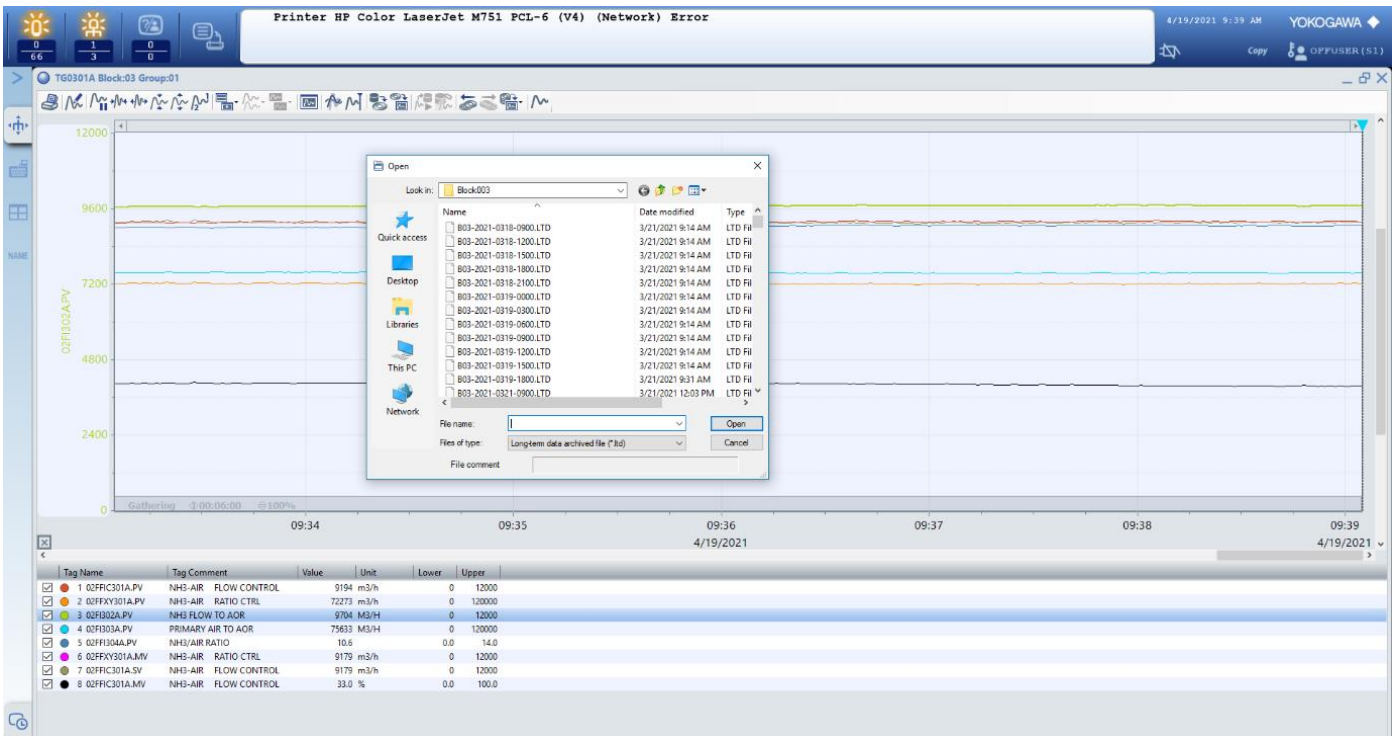 Printer HP Color LaserJet M751 PCL-6 (V4) (Network) Error
4/19/2021 9:39 AM
YOKOGAWA
0
66
1
3
0
0
Copy
OFFUSER(S1)
TG0301A Block:03 Group:01
NAME
12000
9600
7200
4800
2400
0
02FI302A.PV
Open
Look in: Block003
Name Date modified Type
B03-2021-0318-0900.LTD 3/21/2021 9:14 AM LTD Fil
B03-2021-0318-1200.LTD 3/21/2021 9:14 AM LTD Fil
B03-2021-0318-1500.LTD 3/21/2021 9:14 AM LTD Fil
B03-2021-0318-1800.LTD 3/21/2021 9:14 AM LTD Fil
B03-2021-0318-2100.LTD 3/21/2021 9:14 AM LTD Fil
B03-2021-0319-0000.LTD 3/21/2021 9:14 AM LTD Fil
B03-2021-0319-0300.LTD 3/21/2021 9:14 AM LTD Fil
B03-2021-0319-0600.LTD 3/21/2021 9:14 AM LTD Fil
B03-2021-0319-0900.LTD 3/21/2021 9:14 AM LTD Fil
B03-2021-0319-1200.LTD 3/21/2021 9:14 AM LTD Fil
B03-2021-0319-1500.LTD 3/21/2021 9:14 AM LTD Fil
B03-2021-0319-1800.LTD 3/21/2021 9:31 AM LTD Fil
B03-2021-0321-0900.LTD 3/21/2021 12:03 PM LTD Fil
Quick access
Desktop
Libraries
This PC
Network
File name: Open
Files of type: Long-term data archived file (*.ltd) Cancel
File comment
Gathering 00:06:00 100%
09:34 09:35 09:36 09:37 09:38 09:39
4/19/2021 4/19/2021
Tag Name Tag Comment Value Unit Lower Upper
1 02FFIC301A.PV NH3-AIR FLOW CONTROL 9194 m3/h 0 12000
2 02FFXY301A.PV NH3-AIR RATIO CTRL 72273 m3/h 0 120000
3 02FI302A.PV NH3 FLOW TO AOR 9704 M3/H 0 12000
4 02FI303A.PV PRIMARY AIR TO AOR 75633 M3/H 0 120000
5 02FFI304A.PV NH3/AIR RATIO 10.6 0.0 14.0
6 02FFXY301A.MV NH3-AIR RATIO CTRL 9179 m3/h 0 12000
7 02FFIC301A.SV NH3-AIR FLOW CONTROL 9179 m3/h 0 12000
8 02FFIC301A.MV NH3-AIR FLOW CONTROL 33.0 % 0.0 100.0